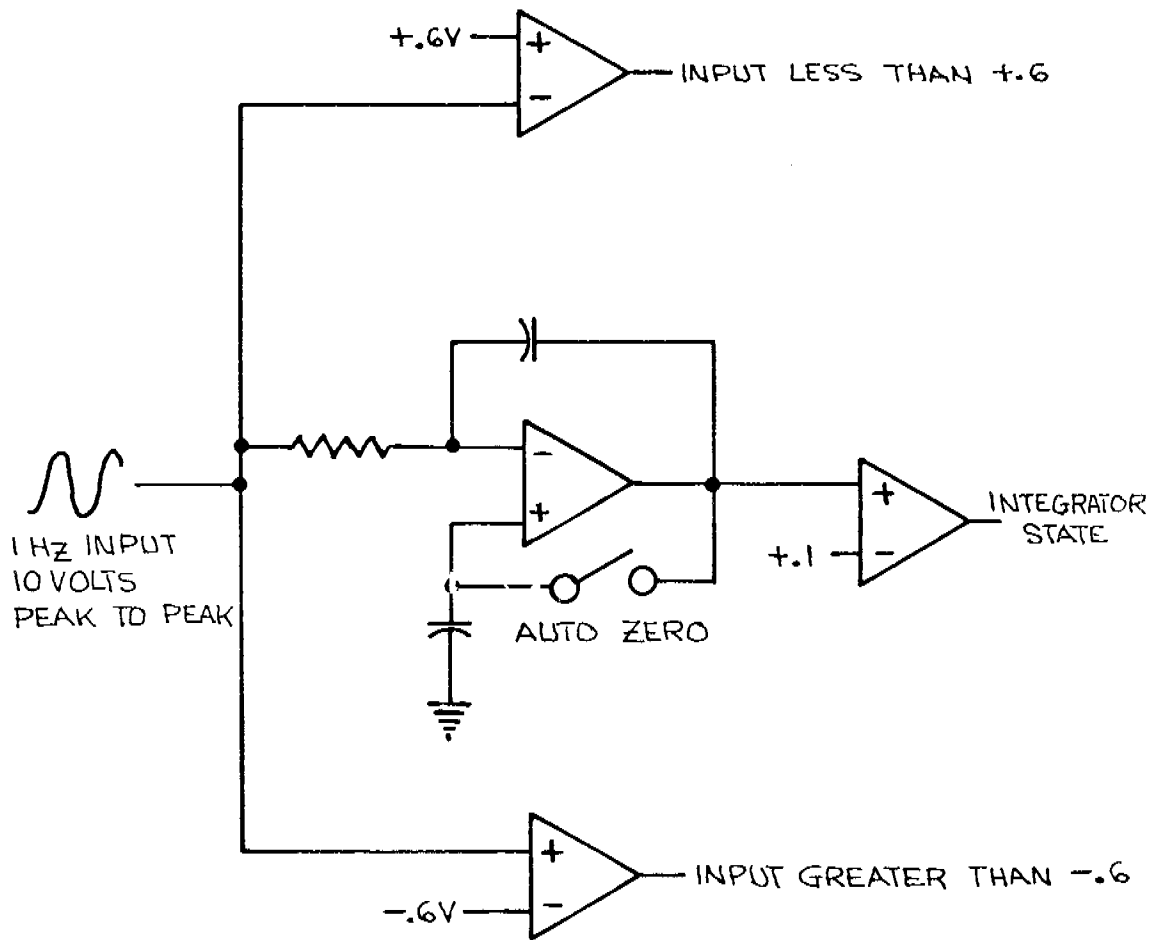 +.6V
+
-
INPUT LESS THAN +.6
-
+
1 HZ INPUT
10 VOLTS
PEAK TO PEAK
AUTO ZERO
+
+.1
-
INTEGRATOR
STATE
+
-.6V
-
INPUT GREATER THAN -.6